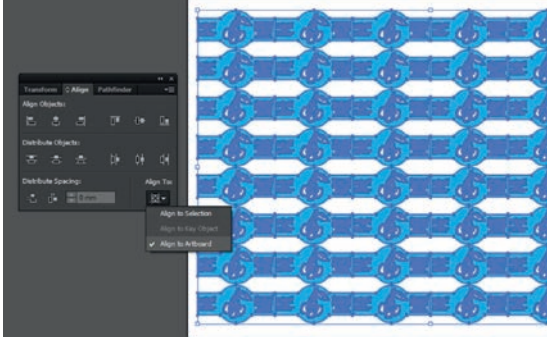 Transform Align Pathfinder
Align Objects:
Distribute Objects:
Distribute Spacing: Align To:
0 mm
Align to Selection
Align to Key Object
Align to Artboard